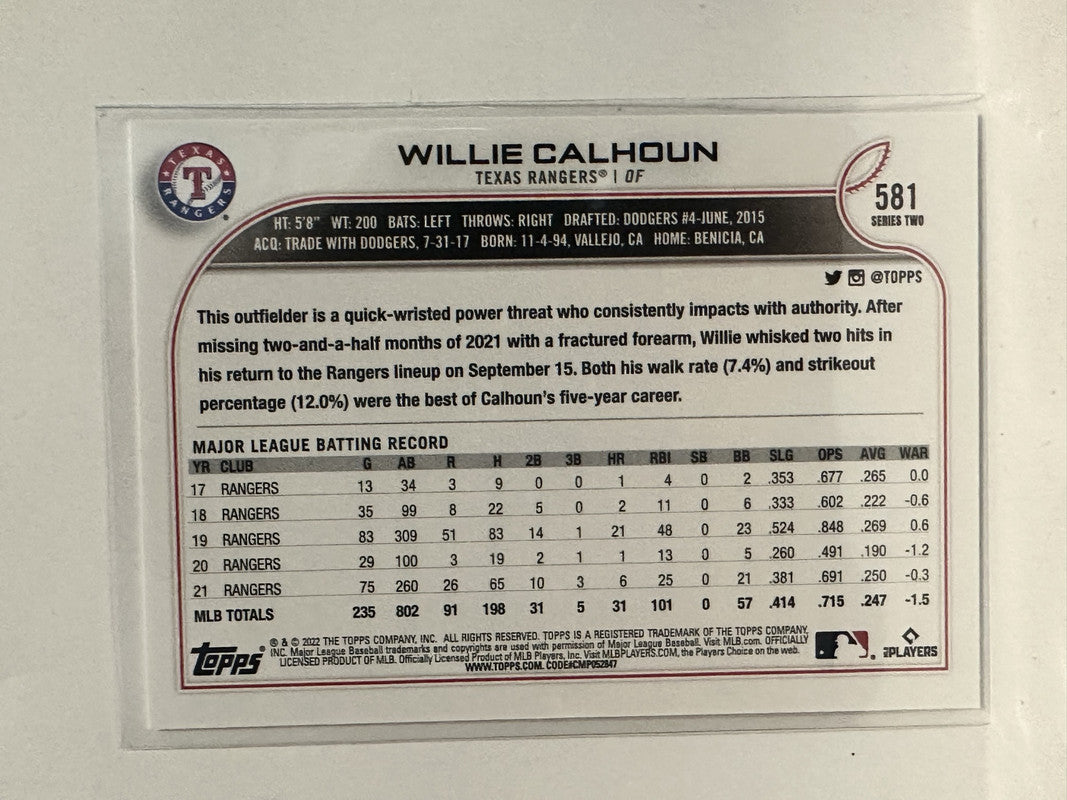 TEXAS
T
RANGERS
WILLIE CALHOUN
TEXAS RANGERS® | OF
581
SERIES TWO
HT: 5'8" WT: 200 BATS: LEFT THROWS: RIGHT DRAFTED: DODGERS #4-JUNE, 2015
ACQ: TRADE WITH DODGERS, 7-31-17 BORN: 11-4-94, VALLEJO, CA HOME: BENICIA, CA
@TOPPS
This outfielder is a quick-wristed power threat who consistently impacts with authority. After
missing two-and-a-half months of 2021 with a fractured forearm, Willie whisked two hits in
his return to the Rangers lineup on September 15. Both his walk rate (7.4%) and strikeout
percentage (12.0%) were the best of Calhoun's five-year career.
MAJOR LEAGUE BATTING RECORD
YR CLUB G AB R H 2B 3B HR RBI SB BB SLG OPS AVG WAR
17 RANGERS 13 34 3 9 0 0 1 4 0 2 .353 .677 .265 0.0
18 RANGERS 35 99 8 22 5 0 2 11 0 6 .333 .602 .222 -0.6
19 RANGERS 83 309 51 83 14 1 21 48 0 23 .524 .848 .269 0.6
20 RANGERS 29 100 3 19 2 1 1 13 0 5 .260 .491 .190 -1.2
21 RANGERS 75 260 26 65 10 3 6 25 0 21 .381 .691 .250 -0.3
MLB TOTALS 235 802 91 198 31 5 31 101 0 57 .414 .715 .247 -1.5
Topps®
® & © 2022 THE TOPPS COMPANY, INC. ALL RIGHTS RESERVED. TOPPS IS A REGISTERED TRADEMARK OF THE TOPPS COMPANY,
INC. Major League Baseball trademarks and copyrights are used with permission of Major League Baseball. Visit MLB.com. OFFICIALLY
LICENSED PRODUCT OF MLB. Officially Licensed Product of MLB Players, Inc. Visit MLBPLAYERS.COM, the Players Choice on the web.
WWW.TOPPS.COM. CODE#CMP052847
PLAYERS